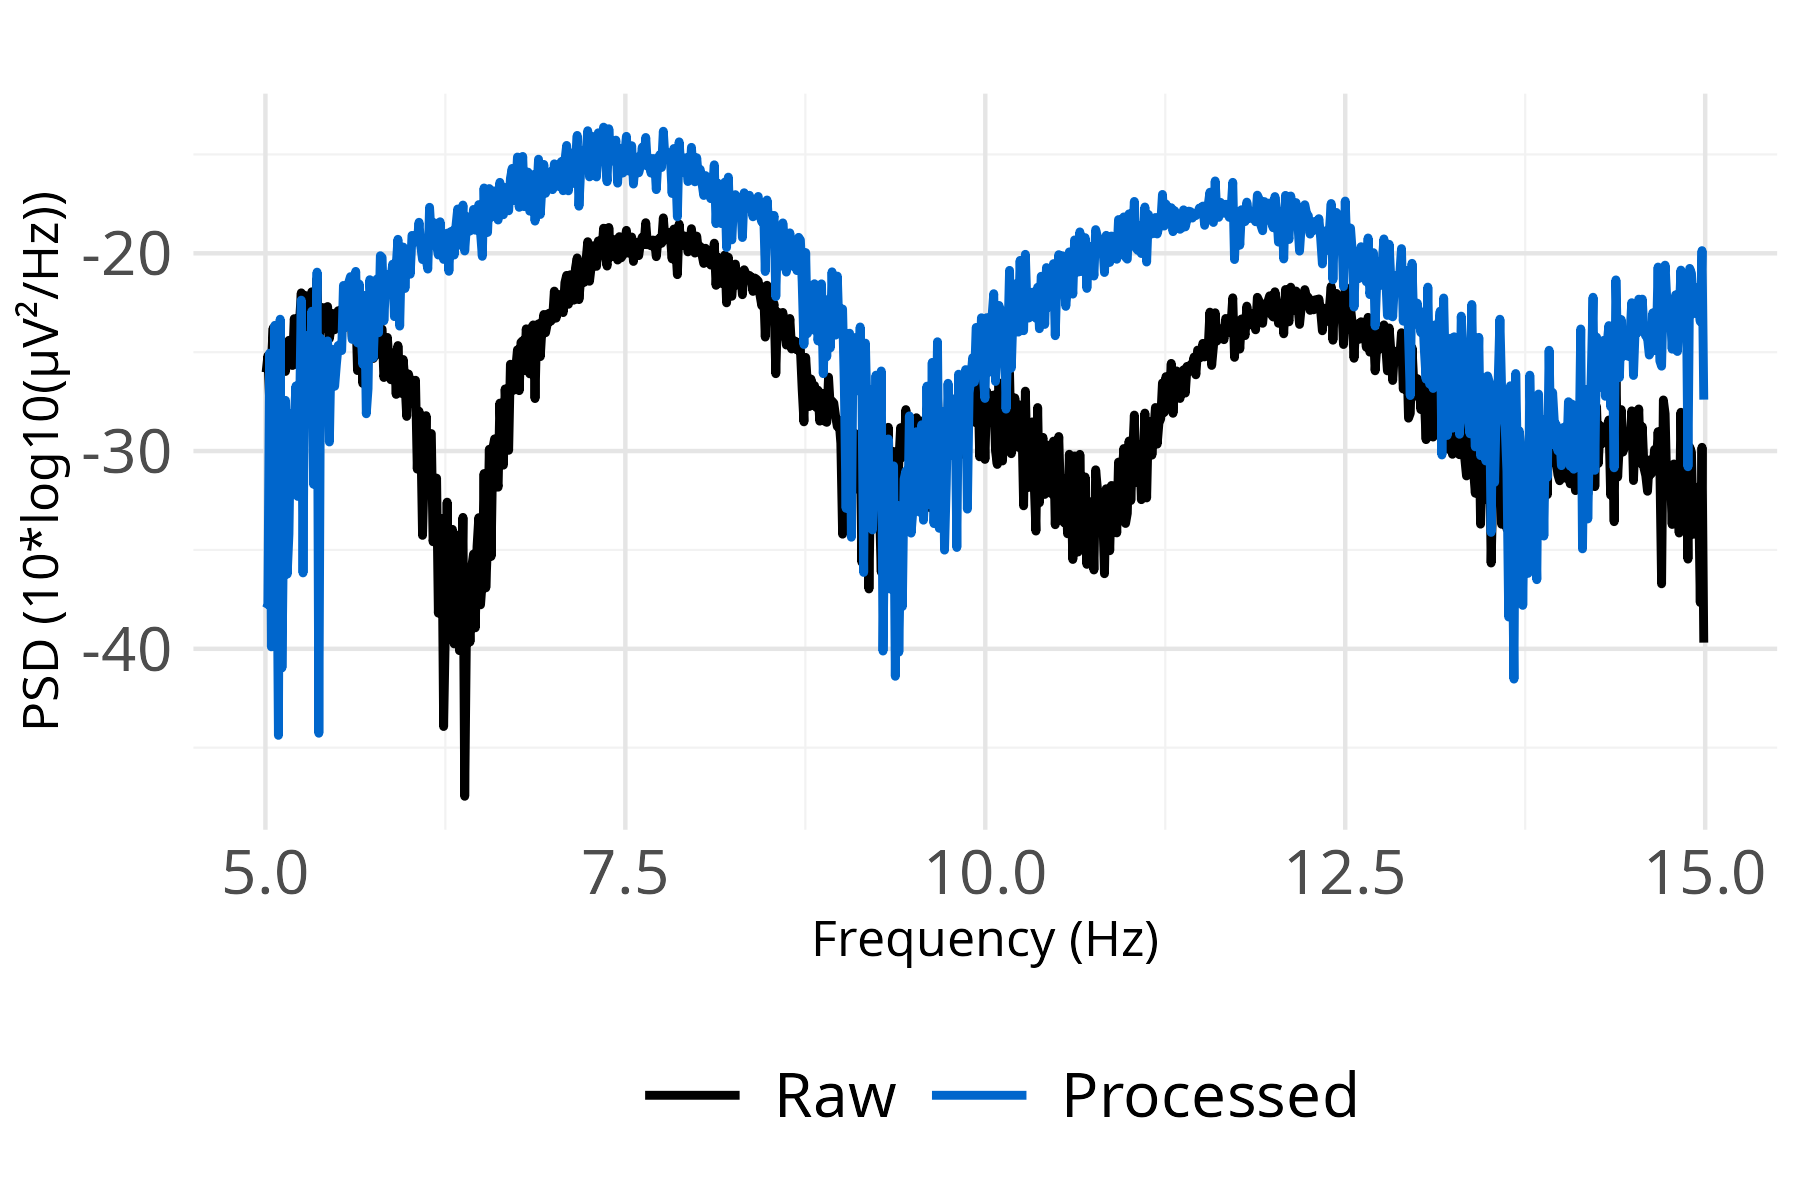 PSD (10*log10(µV²/Hz))
-20
-30
-40
5.0 7.5 10.0 12.5 15.0
Frequency (Hz)
Raw Processed